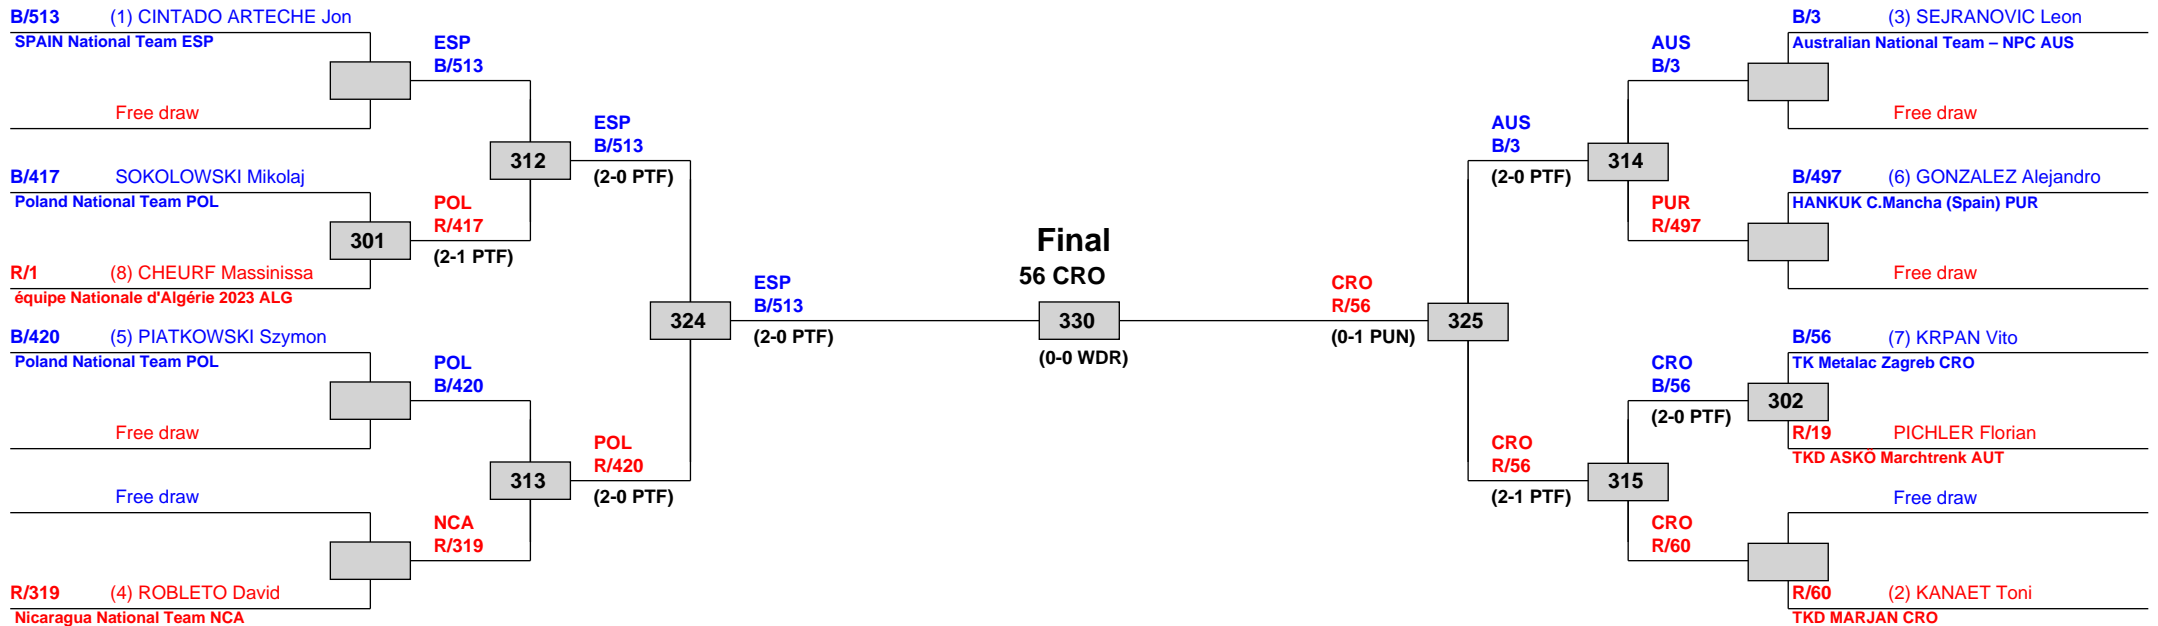 B/513 (1) CINTADO ARTECHE Jon
SPAIN National Team ESP
Free draw
B/417 SOKOLOWSKI Mikolaj
Poland National Team POL
301
R/1 (8) CHEURF Massinissa
équipe Nationale d'Algérie 2023 ALG
B/420 (5) PIATKOWSKI Szymon
Poland National Team POL
Free draw
Free draw
R/319 (4) ROBLETO David
Nicaragua National Team NCA
ESP
B/513
312
POL
R/417
(2-1 PTF)
POL
B/420
313
NCA
R/319
ESP
B/513
(2-0 PTF)
324
POL
R/420
(2-0 PTF)
ESP
B/513
(2-0 PTF)
Final
56 CRO
330
(0-0 WDR)
CRO
R/56
(0-1 PUN)
325
AUS
B/3
(2-0 PTF)
CRO
R/56
(2-1 PTF)
314
315
AUS
B/3
PUR
R/497
CRO
B/56
(2-0 PTF)
CRO
R/60
B/3 (3) SEJRANOVIC Leon
Australian National Team – NPC AUS
Free draw
B/497 (6) GONZALEZ Alejandro
HANKUK C.Mancha (Spain) PUR
Free draw
B/56 (7) KRPAN Vito
TK Metalac Zagreb CRO
302
R/19 PICHLER Florian
TKD ASKÖ Marchtrenk AUT
Free draw
R/60 (2) KANAET Toni
TKD MARJAN CRO